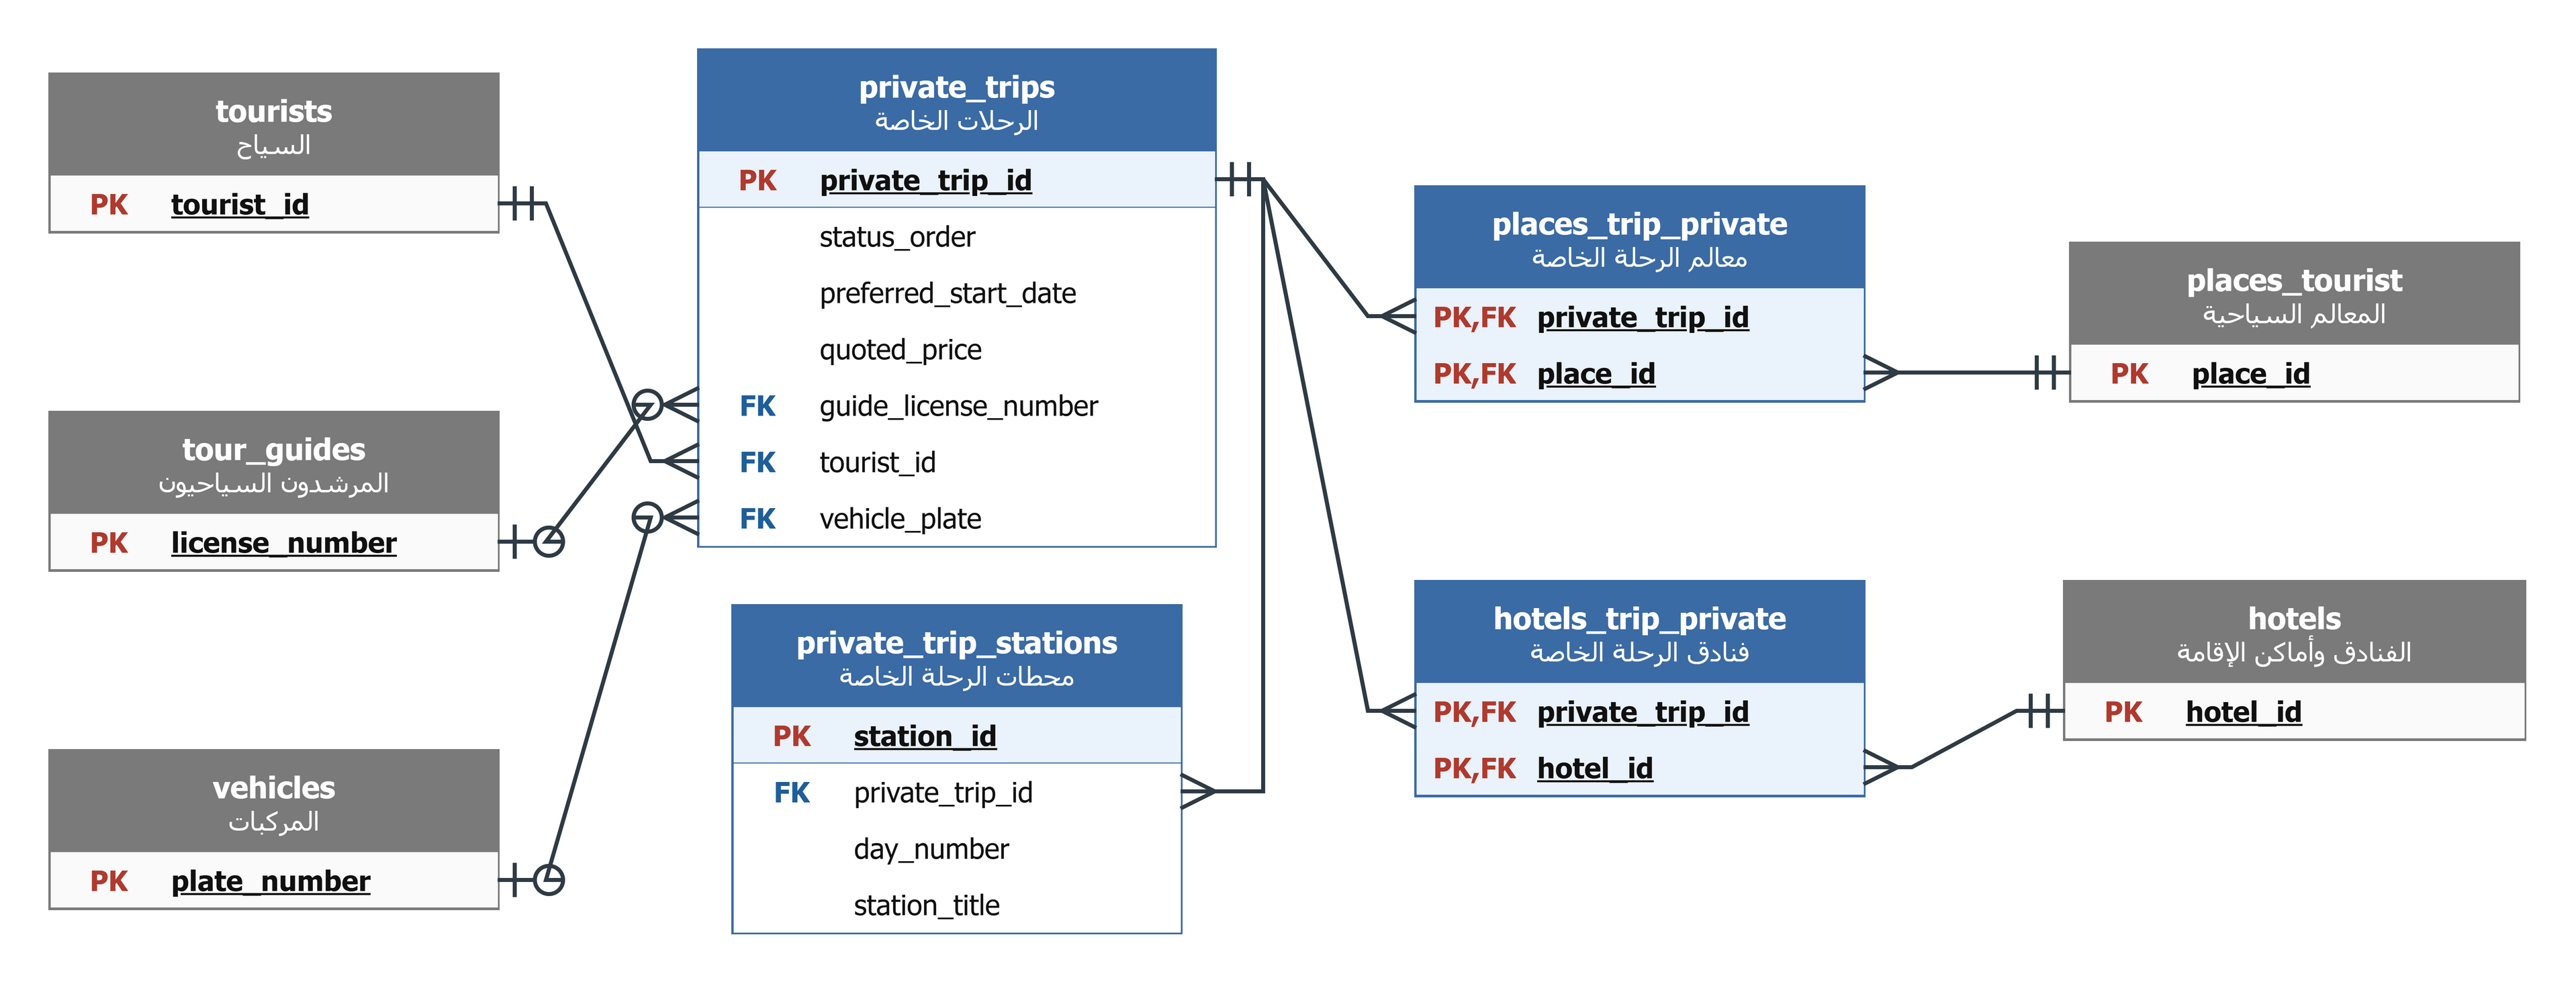 tourists
السياح
PK tourist_id
tour_guides
المرشدون السياحيون
PK license_number
vehicles
المركبات
PK plate_number
private_trips
الرحلات الخاصة
PK private_trip_id
status_order
preferred_start_date
quoted_price
FK guide_license_number
FK tourist_id
FK vehicle_plate
private_trip_stations
محطات الرحلة الخاصة
PK station_id
FK private_trip_id
day_number
station_title
places_trip_private
معالم الرحلة الخاصة
PK,FK private_trip_id
PK,FK place_id
hotels_trip_private
فنادق الرحلة الخاصة
PK,FK private_trip_id
PK,FK hotel_id
places_tourist
المعالم السياحية
PK place_id
hotels
الفنادق وأماكن الإقامة
PK hotel_id